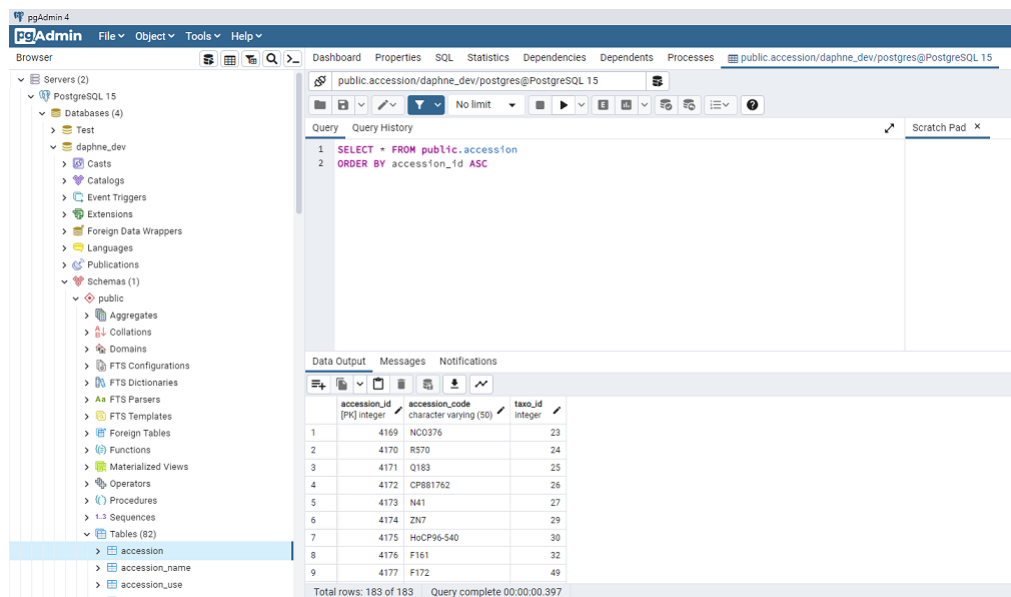 pgAdmin 4
pgAdmin File Object Tools Help
Browser
Dashboard Properties SQL Statistics Dependencies Dependents Processes public.accession/daphne_dev/postgres@PostgreSQL 15
Servers (2)
PostgreSQL 15
Databases (4)
Test
daphne_dev
Casts
Catalogs
Event Triggers
Extensions
Foreign Data Wrappers
Languages
Publications
Schemas (1)
public
Aggregates
Collations
Domains
FTS Configurations
FTS Dictionaries
FTS Parsers
FTS Templates
Foreign Tables
Functions
Materialized Views
Operators
Procedures
Sequences
Tables (82)
accession
accession_name
accession_use
public.accession/daphne_dev/postgres@PostgreSQL 15
No limit
Query Query History
Scratch Pad
1 SELECT * FROM public.accession
2 ORDER BY accession_id ASC
Data Output Messages Notifications
accession_id accession_code taxo_id
[PK] integer character varying (50) integer
1 4169 NCO376 23
2 4170 R570 24
3 4171 Q183 25
4 4172 CP881762 26
5 4173 N41 27
6 4174 ZN7 29
7 4175 HoCP96-540 30
8 4176 F161 32
9 4177 F172 49
Total rows: 183 of 183 Query complete 00:00:00.397